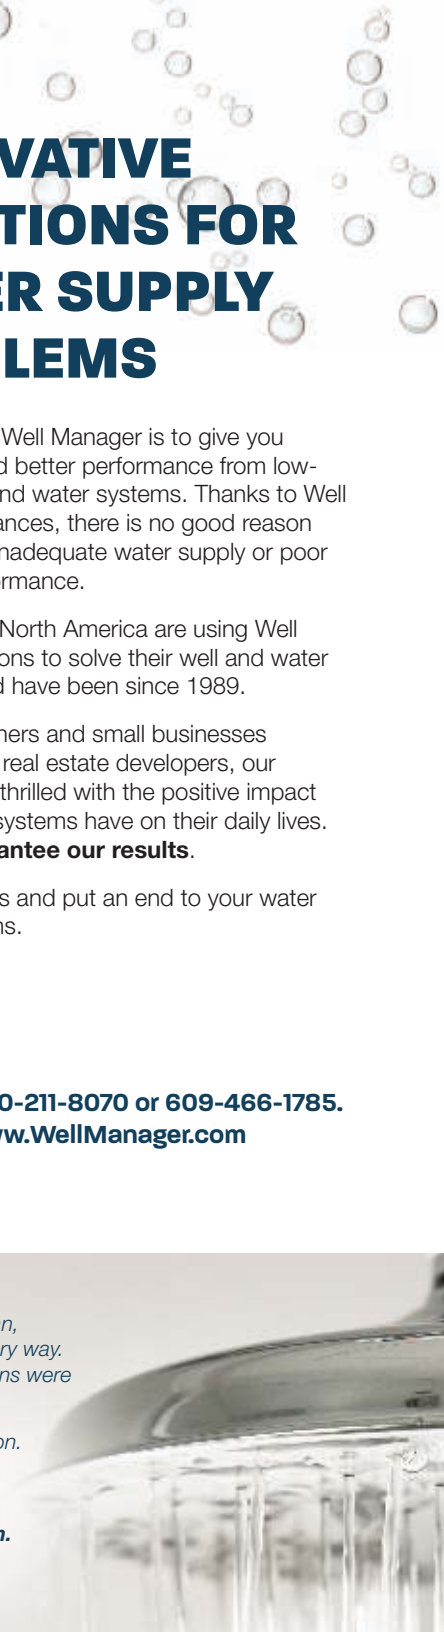 VATIVE
TIONS FOR
ER SUPPLY
LEMS
Well Manager is to give you
d better performance from low-
nd water systems. Thanks to Well
ances, there is no good reason
nadequate water supply or poor
ormance.
North America are using Well
ons to solve their well and water
d have been since 1989.
ners and small businesses
real estate developers, our
thrilled with the positive impact
systems have on their daily lives.
antee our results.
s and put an end to your water
ns.
0-211-8070 or 609-466-1785.
w.WellManager.com
n,
ry way.
ns were
on.
n.